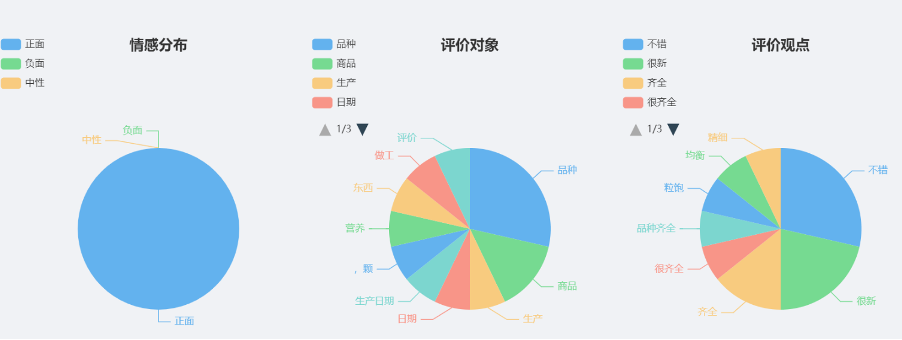 情感分布
正面
负面
中性
负面
中性
正面
评价对象
品种
商品
生产
日期
1/3
评价
做工
东西
营养
，颗
生产日期
日期
品种
商品
生产
评价观点
不错
很新
齐全
很齐全
1/3
精细
均衡
粒饱
品种齐全
很齐全
齐全
不错
很新